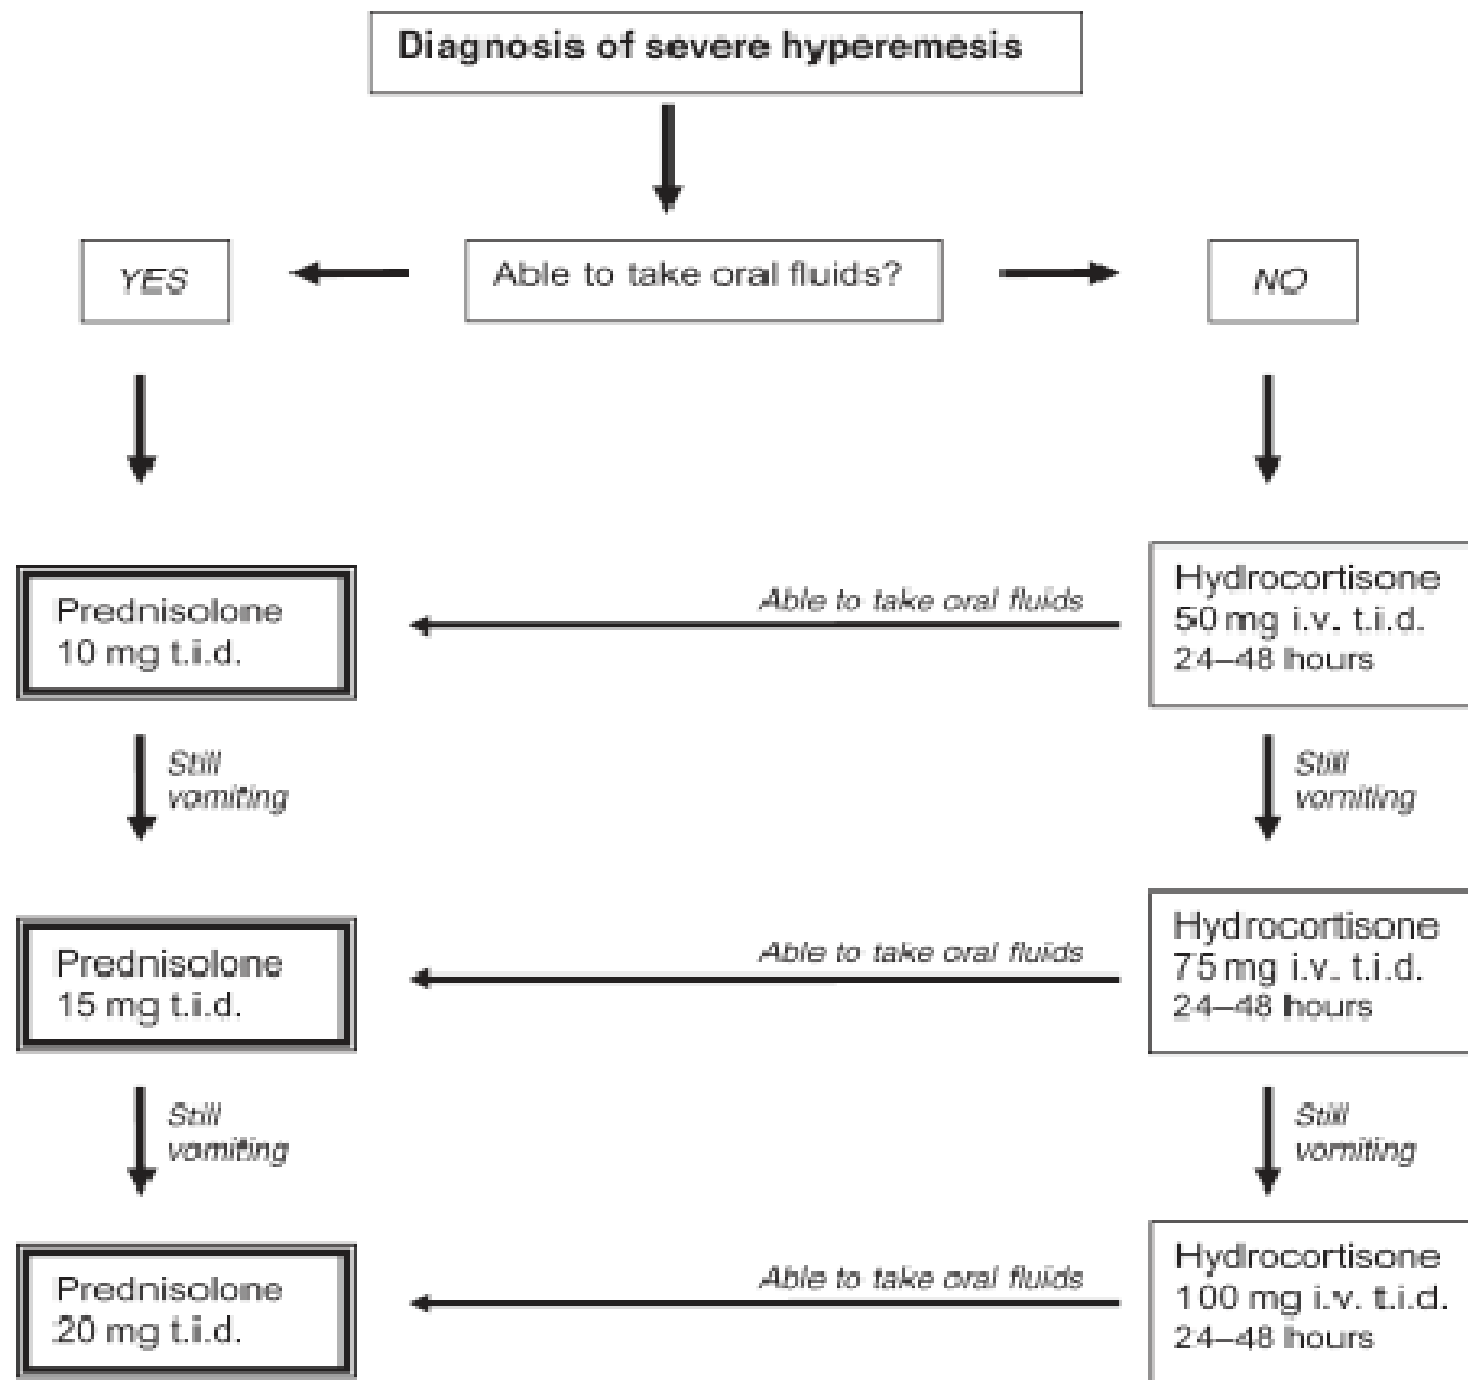 Diagnosis of severe hyperemesis
YES
Able to take oral fluids?
NO
Prednisolone
10 mg t.i.d.
Able to take oral fluids
Hydrocortisone
50 mg i.v. t.i.d.
24–48 hours
Still
vomiting
Still
vomiting
Prednisolone
15 mg t.i.d.
Able to take oral fluids
Hydrocortisone
75 mg i.v. t.i.d.
24–48 hours
Still
vomiting
Still
vomiting
Prednisolone
20 mg t.i.d.
Able to take oral fluids
Hydrocortisone
100 mg i.v. t.i.d.
24–48 hours